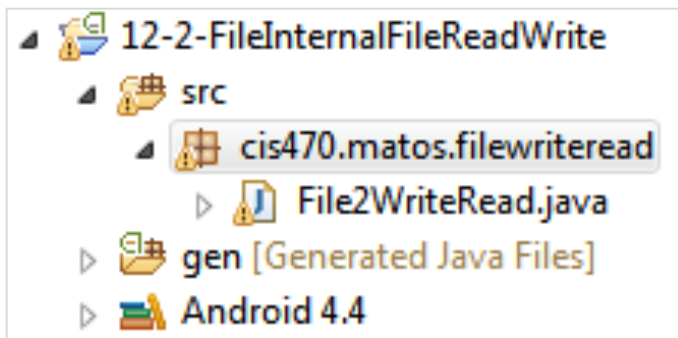 12-2-FileInternalFileReadWrite
src
cis470.matos.filewriteread
File2WriteRead.java
gen [Generated Java Files]
Android 4.4